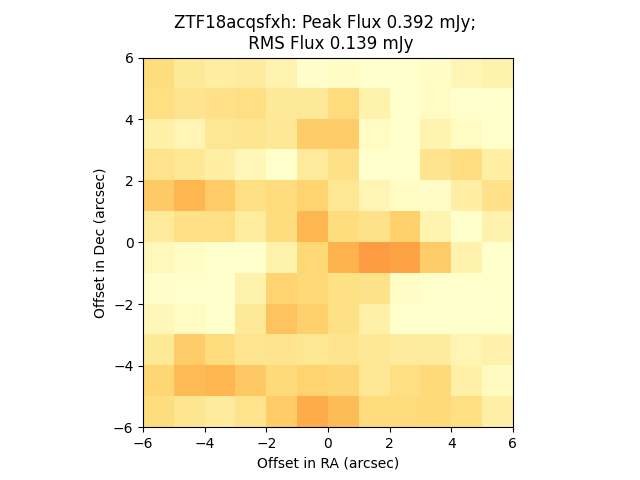 ZTF18acqsfxh: Peak Flux 0.392 mJy;
RMS Flux 0.139 mJy
6
4
2
0
−2
−4
−6
Offset in Dec (arcsec)
−6 −4 −2 0 2 4 6
Offset in RA (arcsec)